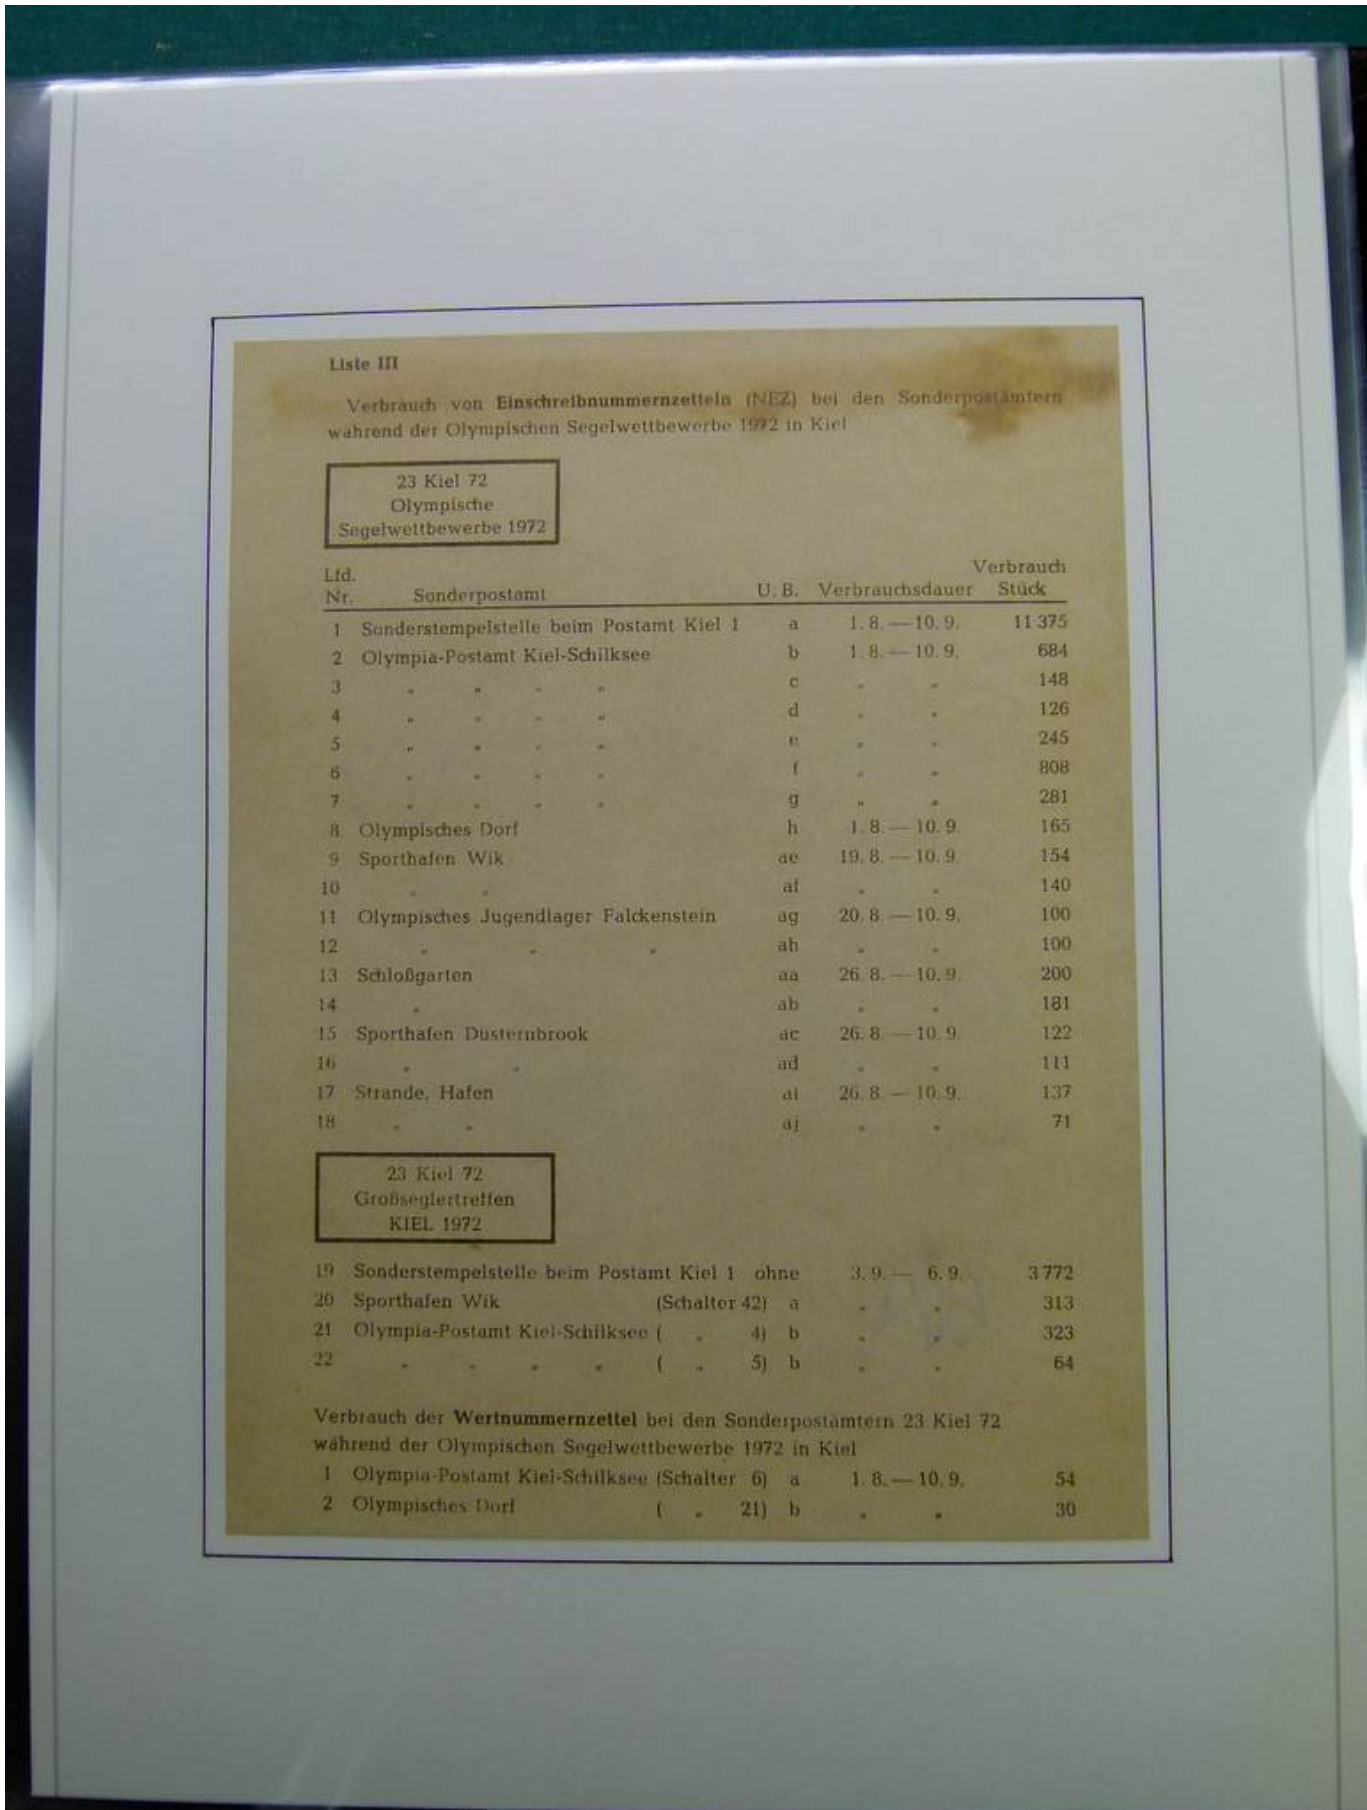 Liste III
Verbrauch von Einschreibnummernzetteln (NEZ) bei den Sonderpostämtern
während der Olympischen Segelwettbewerbe 1972 in Kiel
23 Kiel 72
Olympische
Segelwettbewerbe 1972
Lfd. Verbrauch
Nr. Sonderpostamt U. B. Verbrauchsdauer Stück
1 Sonderstempelstelle beim Postamt Kiel 1 a 1. 8. — 10. 9. 11 375
2 Olympia-Postamt Kiel-Schilksee b 1. 8. — 10. 9. 684
3 „ „ „ „ c „ „ 148
4 „ „ „ „ d „ „ 126
5 „ „ „ „ e „ „ 245
6 „ „ „ „ f „ „ 808
7 „ „ „ „ g „ „ 281
8 Olympisches Dorf h 1. 8. — 10. 9. 165
9 Sporthafen Wik ae 19. 8. — 10. 9. 154
10 „ „ af „ „ 140
11 Olympisches Jugendlager Falckenstein ag 20. 8. — 10. 9. 100
12 „ „ „ ah „ „ 100
13 Schloßgarten aa 26. 8. — 10. 9. 200
14 „ ab „ „ 181
15 Sporthafen Düsternbrook ac 26. 8. — 10. 9. 122
16 „ „ ad „ „ 111
17 Strande, Hafen ai 26. 8. — 10. 9. 137
18 „ „ aj „ „ 71
23 Kiel 72
Großseglertreffen
KIEL 1972
19 Sonderstempelstelle beim Postamt Kiel 1 ohne 3. 9. — 6. 9. 3 772
20 Sporthafen Wik (Schalter 42) a „ „ 313
21 Olympia-Postamt Kiel-Schilksee ( „ 4) b „ „ 323
22 „ „ „ „ ( „ 5) b „ „ 64
Verbrauch der Wertnummernzettel bei den Sonderpostämtern 23 Kiel 72
während der Olympischen Segelwettbewerbe 1972 in Kiel
1 Olympia-Postamt Kiel-Schilksee (Schalter 6) a 1. 8. — 10. 9. 54
2 Olympisches Dorf ( „ 21) b „ „ 30